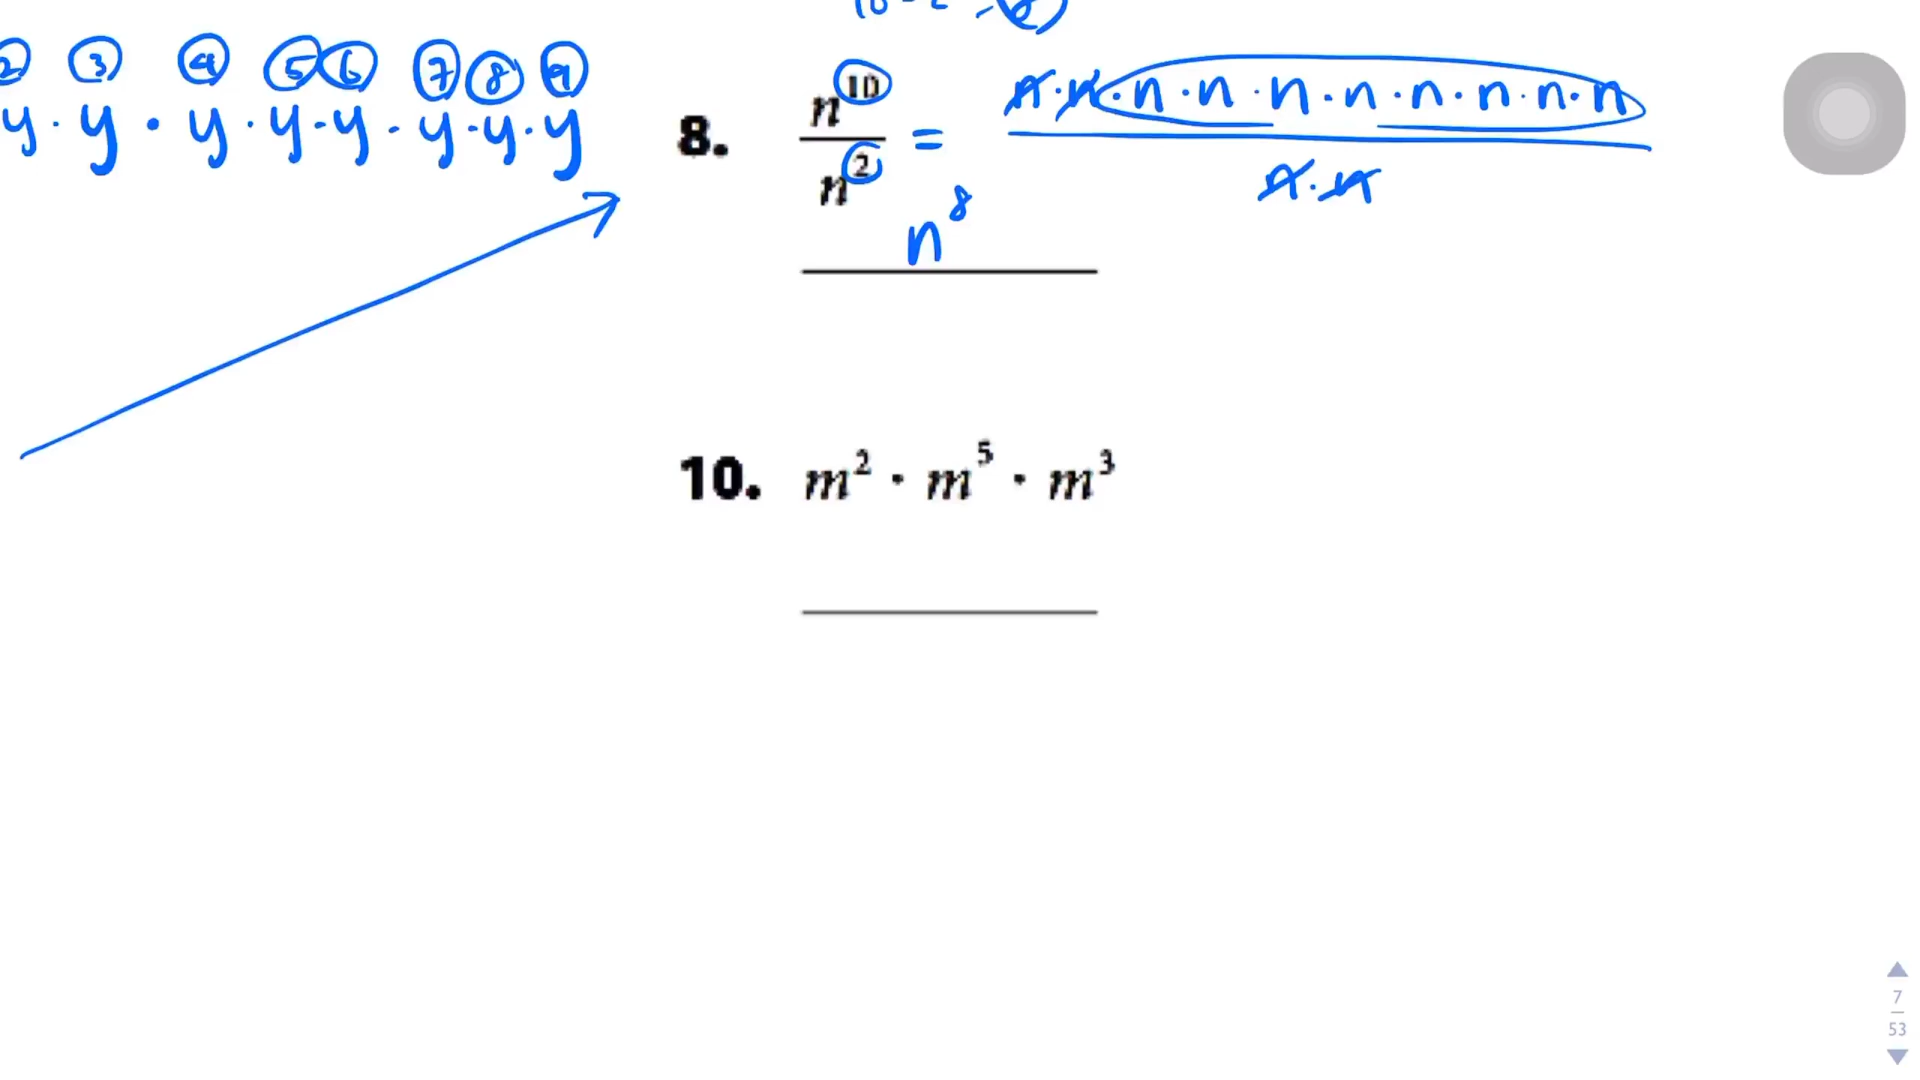 ② ③ ④ ⑤ ⑥ ⑦ ⑧ ⑨
y · y · y · y · y · y · y · y
8. n^10 / n^2 = n · n · n · n · n · n · n · n · n · n / n · n
n^8
10. m^2 · m^5 · m^3
7
53